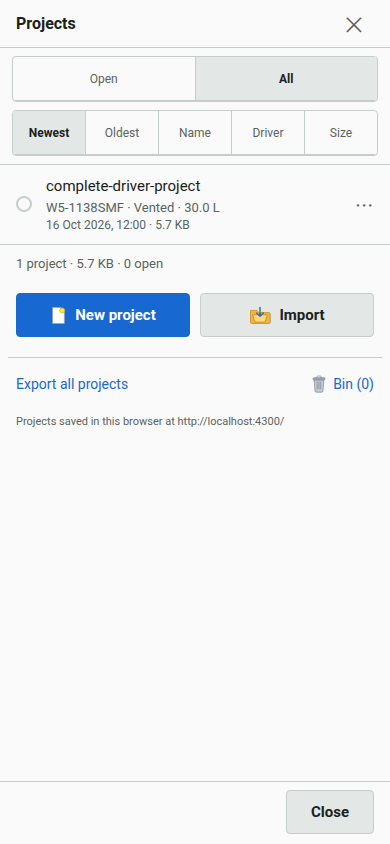 Projects
Open All
Newest Oldest Name Driver Size
complete-driver-project
W5-1138SMF · Vented · 30.0 L
16 Oct 2026, 12:00 · 5.7 KB
1 project · 5.7 KB · 0 open
New project Import
Export all projects Bin (0)
Projects saved in this browser at http://localhost:4300/
Close